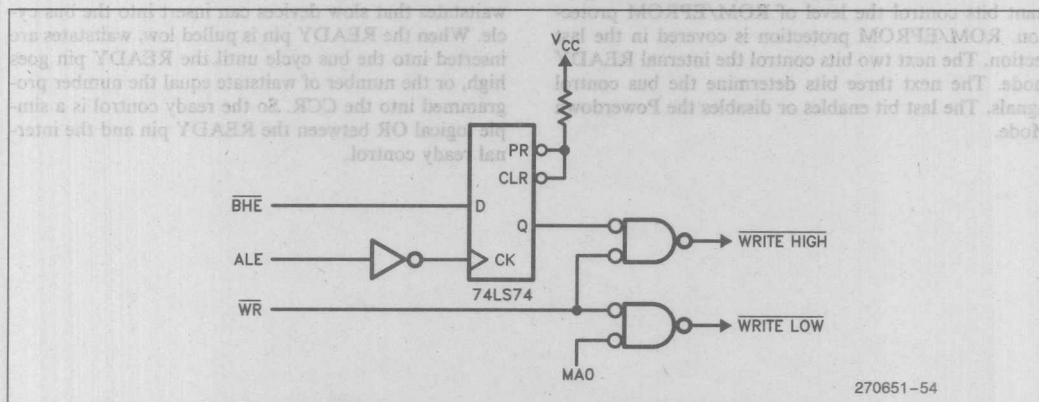 tant bits control the level of ROM/EPROM protec-
on. ROM/EPROM protection is covered in the las
ection. The next two bits control the internal READY
mode. The next three bits determine the bus control
ignals. The last bit enables or disables the Powerdown
Mode.
waitstates that slow devices can insert into the bus cy-
cle. When the READY pin is pulled low, waitstates are
inserted into the bus cycle until the READY pin goes
high, or the number of waitstate equal the number pro-
grammed into the CCR. So the ready control is a sim-
ple logical OR between the READY pin and the inter-
nal ready control.
VCC
PR
CLR
BHE
D
Q
WRITE HIGH
ALE
CK
74LS74
WR
WRITE LOW
MA0
270651-54